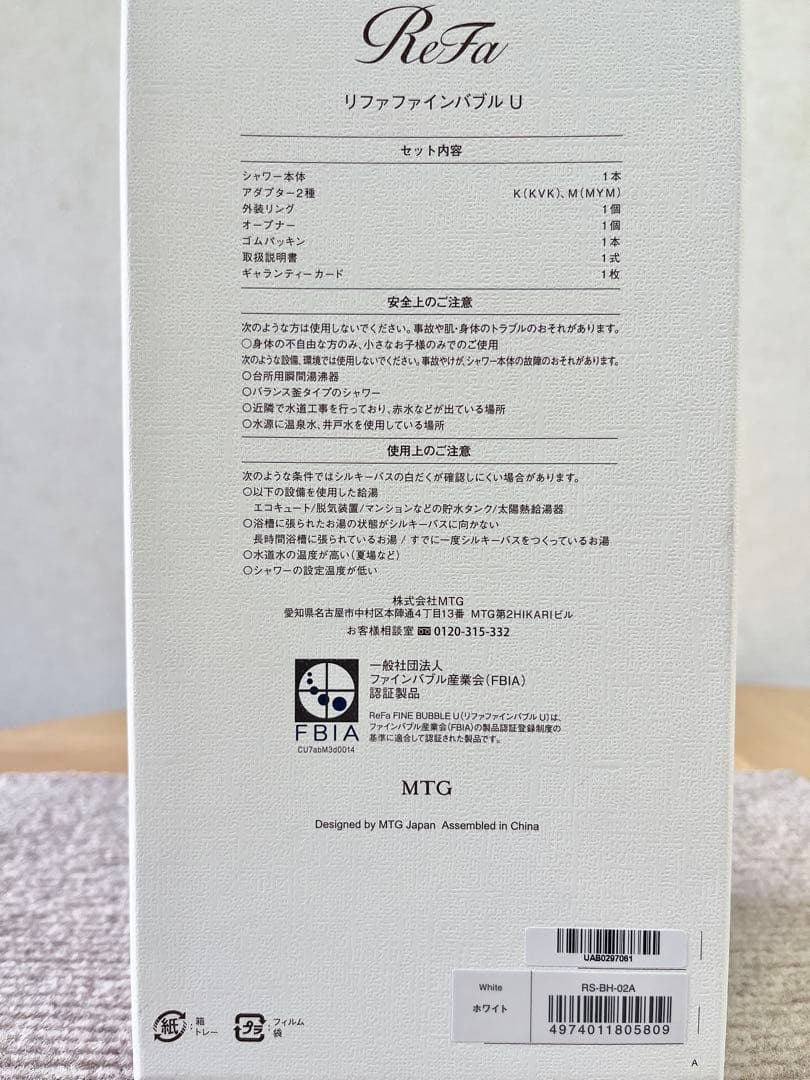 ReFa
リファファインバブル U
セット内容
シャワー本体 1本
アダプター2種 K(KVK)、M(MYM)
外装リング 1個
オープナー 1個
ゴムパッキン 1本
取扱説明書 1式
ギャランティーカード 1枚
安全上のご注意
次のような方は使用しないでください。事故や肌・身体のトラブルのおそれがあります。
○身体の不自由な方のみ、小さなお子様のみでのご使用
次のような設備、環境では使用しないでください。事故やけが、シャワー本体の故障のおそれがあります。
○台所用瞬間湯沸器
○バランス釜タイプのシャワー
○近隣で水道工事を行っており、赤水などが出ている場所
○水源に温泉水、井戸水を使用している場所
使用上のご注意
次のような条件ではシルキーバスの白だくが確認しにくい場合があります。
○以下の設備を使用した給湯
エコキュート/脱気装置/マンションなどの貯水タンク/太陽熱給湯器
○浴槽に張られたお湯の状態がシルキーバスに向かない
長時間浴槽に張られているお湯 / すでに一度シルキーバスをつくっているお湯
○水道水の温度が高い(夏場など)
○シャワーの設定温度が低い
株式会社MTG
愛知県名古屋市中村区本陣通4丁目13番 MTG第2HIKARIビル
お客様相談室 0120-315-332
一般社団法人
ファインバブル産業会(FBIA)
認証製品
ReFa FINE BUBBLE U(リファファインバブル U)は、
ファインバブル産業会(FBIA)の製品認証登録制度の
基準に適合して認証された製品です。
FBIA
CU7abM3d0014
MTG
Designed by MTG Japan Assembled in China
UAB0297061
White
ホワイト
RS-BH-02A
4974011805809
紙 : 箱
トレー
プラ : フィルム
袋
A